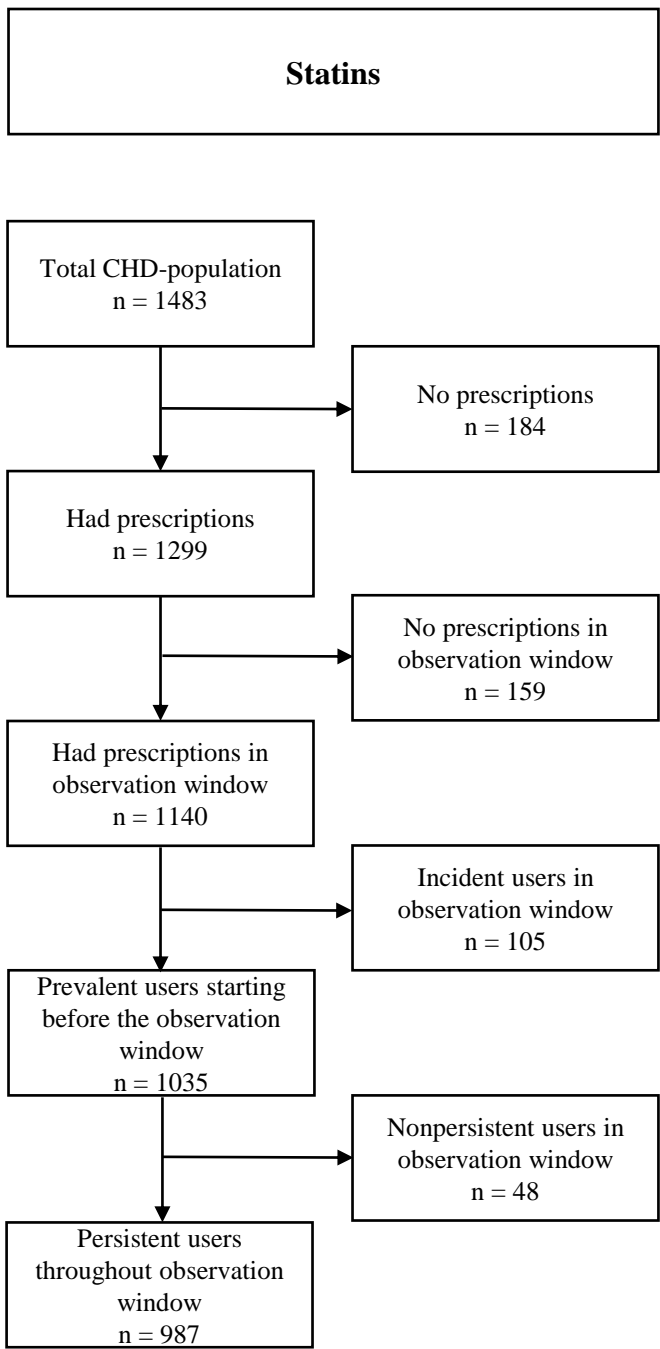 Statins
Total CHD-population
n = 1483
No prescriptions
n = 184
Had prescriptions
n = 1299
No prescriptions in
observation window
n = 159
Had prescriptions in
observation window
n = 1140
Incident users in
observation window
n = 105
Prevalent users starting
before the observation
window
n = 1035
Nonpersistent users in
observation window
n = 48
Persistent users
throughout observation
window
n = 987